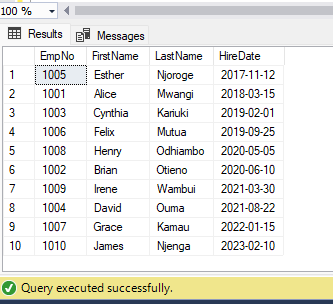 100 %
Results Messages
EmpNo FirstName LastName HireDate
1 1005 Esther Njoroge 2017-11-12
2 1001 Alice Mwangi 2018-03-15
3 1003 Cynthia Kariuki 2019-02-01
4 1006 Felix Mutua 2019-09-25
5 1008 Henry Odhiambo 2020-05-05
6 1002 Brian Otieno 2020-06-10
7 1009 Irene Wambui 2021-03-30
8 1004 David Ouma 2021-08-22
9 1007 Grace Kamau 2022-01-15
10 1010 James Njenga 2023-02-10
Query executed successfully.